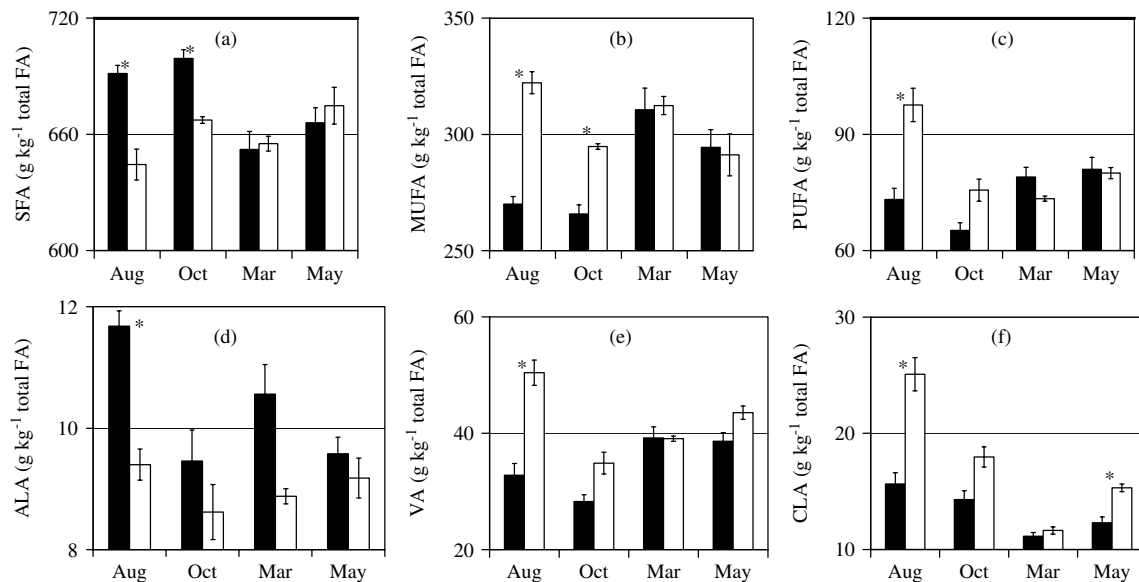 720
660
600
SFA (g kg⁻¹ total FA)
(a)
*
*
Aug Oct Mar May
350
300
250
MUFA (g kg⁻¹ total FA)
(b)
*
*
Aug Oct Mar May
120
90
60
PUFA (g kg⁻¹ total FA)
(c)
*
Aug Oct Mar May
12
10
8
ALA (g kg⁻¹ total FA)
(d)
*
Aug Oct Mar May
60
40
20
VA (g kg⁻¹ total FA)
(e)
*
Aug Oct Mar May
30
20
10
CLA (g kg⁻¹ total FA)
(f)
*
*
Aug Oct Mar May